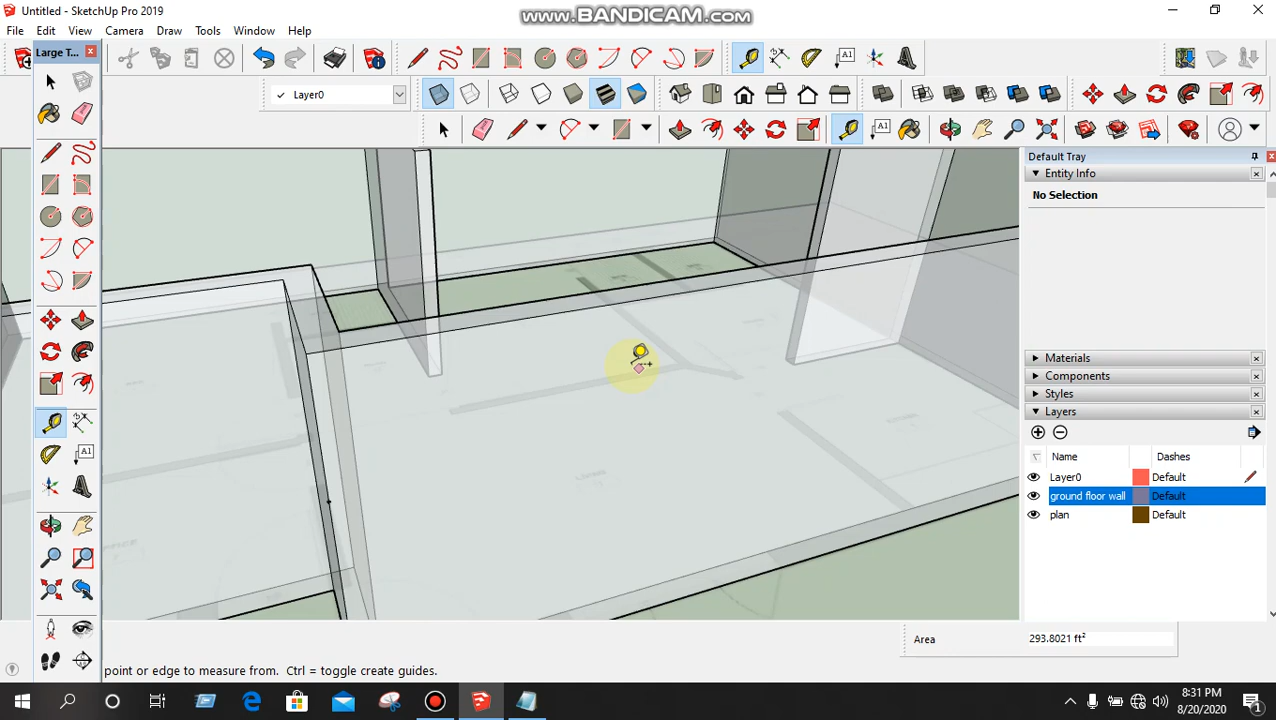 Untitled - SketchUp Pro 2019
www.BANDICAM.com
File Edit View Camera Draw Tools Window Help
Large T...
Layer0
Default Tray
Entity Info
No Selection
Materials
Components
Styles
Layers
Name Dashes
Layer0 Default
ground floor wall Default
plan Default
Area 293.8021 ft²
point or edge to measure from. Ctrl = toggle create guides.
8:31 PM
8/20/2020